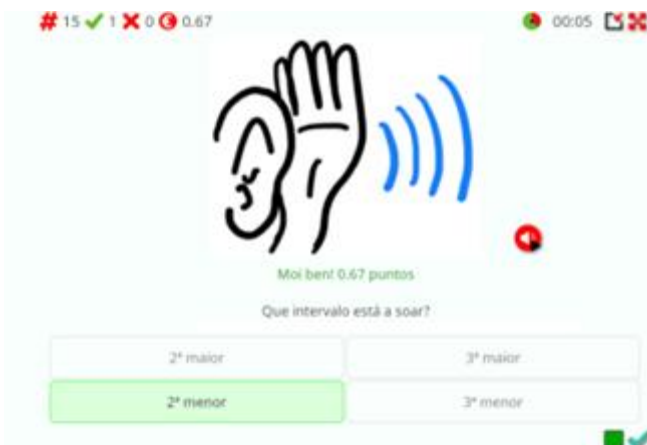 # 15 ✓ 1 ✗ 0 0.67 00:05
Moi ben! 0.67 puntos
Que intervalo está a soar?
2ª maior 3ª maior
2ª menor 3ª menor